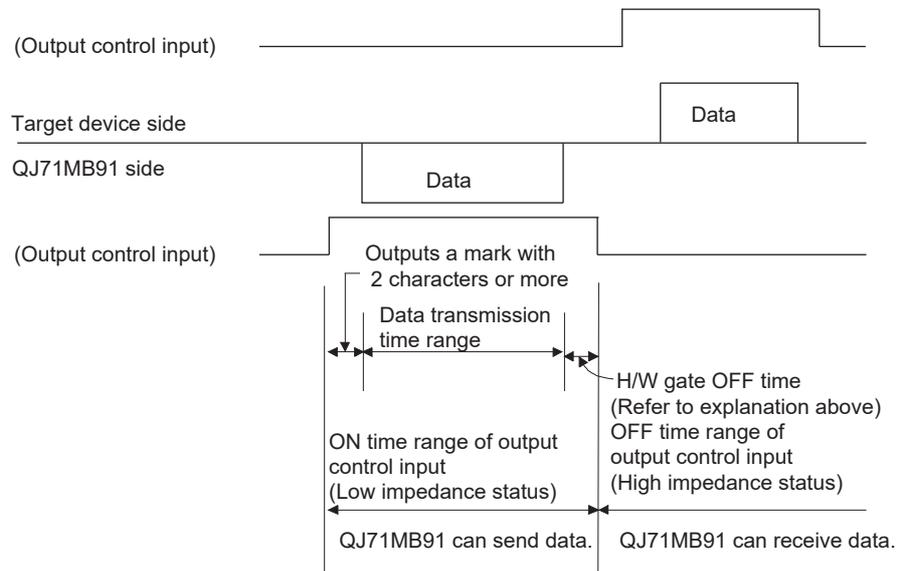 (Output control input)
Data
Target device side
QJ71MB91 side
Data
(Output control input)
Outputs a mark with
2 characters or more
Data transmission
time range
H/W gate OFF time
(Refer to explanation above)
OFF time range of
output control input
(High impedance status)
ON time range of output
control input
(Low impedance status)
QJ71MB91 can send data.
QJ71MB91 can receive data.